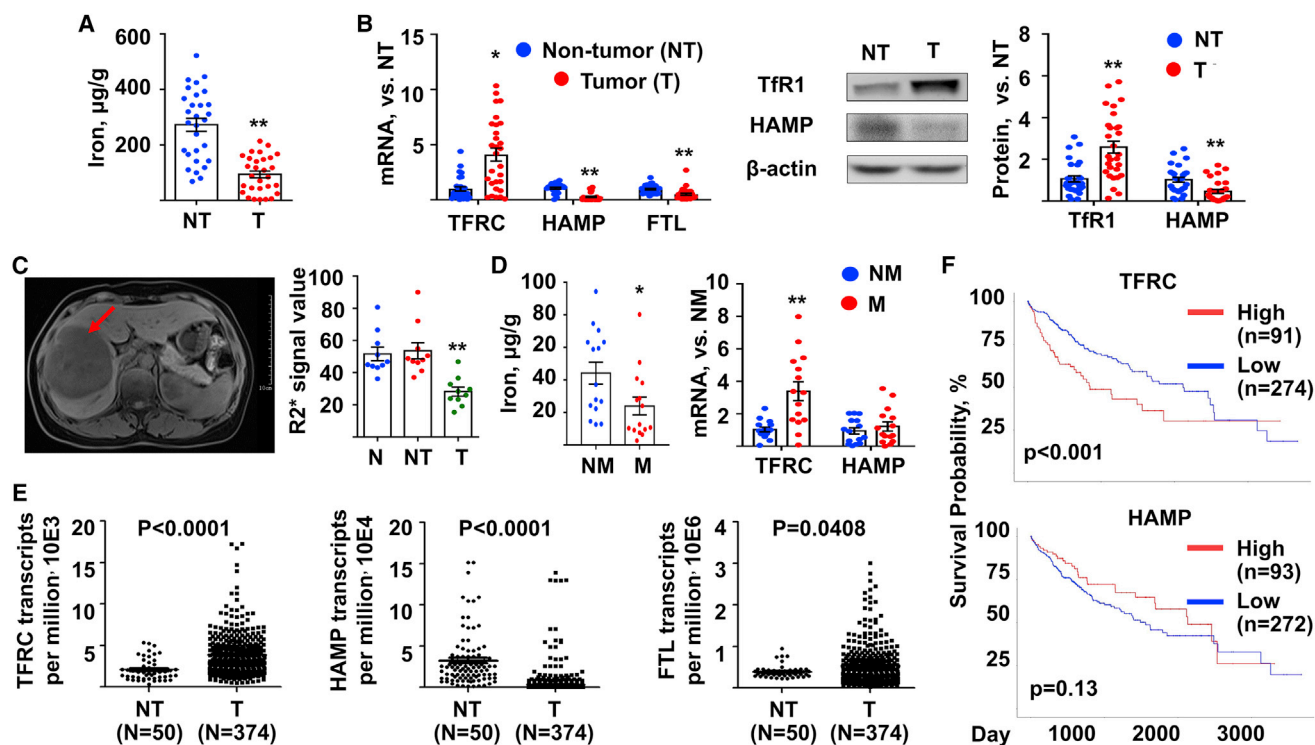 A
Iron, µg/g
600
400
200
**
NT
T
B
mRNA, vs. NT
15
10
5
*
**
**
Non-tumor (NT)
Tumor (T)
TFRC
HAMP
FTL
NT
T
TfR1
HAMP
β-actin
Protein, vs. NT
8
6
4
2
0
NT
T
**
**
TfR1
HAMP
C
R2* signal value
100
80
60
40
20
0
**
N
NT
T
D
Iron, µg/g
100
80
20
40
20
*
NM
M
mRNA, vs. NM
10
8
6
4
2
0
NM
M
**
TFRC
HAMP
E
TFRC transcripts
per million, 10E3
20
15
10
5
P<0.0001
NT
(N=50)
T
(N=374)
HAMP transcripts
per million, 10E4
20
15
10
5
P<0.0001
NT
(N=50)
T
(N=374)
FTL transcripts
per million, 10E6
4
3
2
1
P=0.0408
NT
(N=50)
T
(N=374)
F
Survival Probability, %
TFRC
100
75
50
25
High
(n=91)
Low
(n=274)
p<0.001
HAMP
100
75
50
25
High
(n=93)
Low
(n=272)
p=0.13
Day
1000
2000
3000